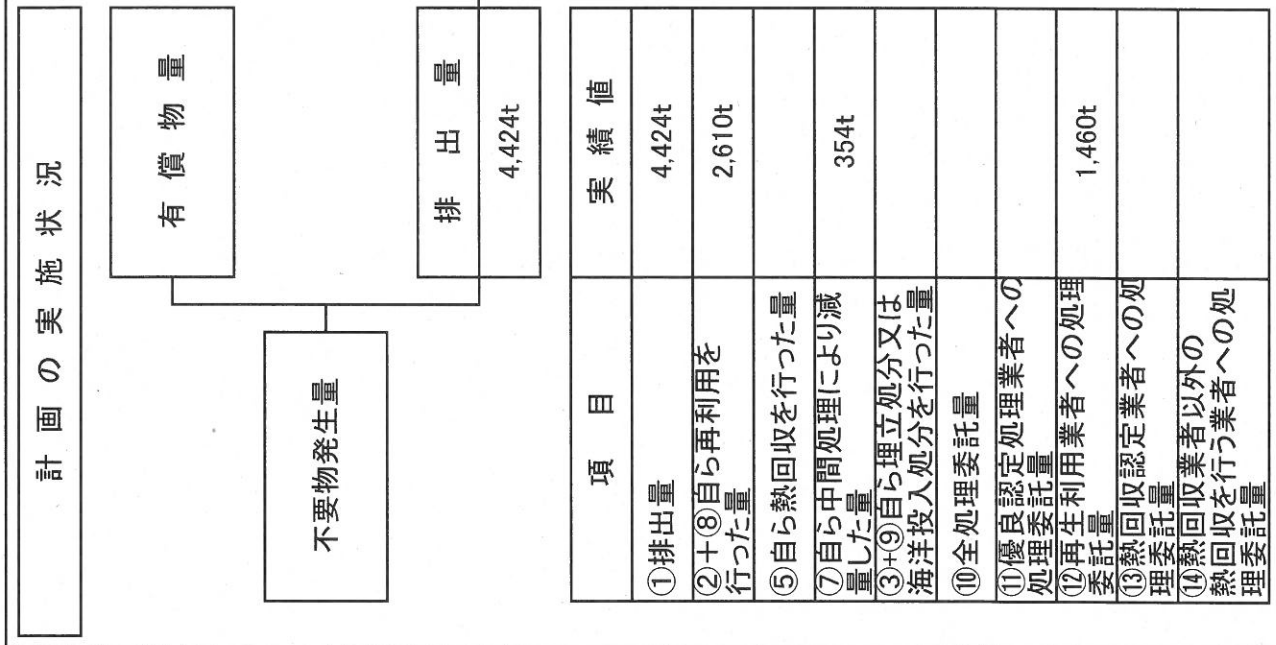 計画の実施状況
不要物発生量
有償物量
排出量
4,424t
項目
実績値
①排出量
4,424t
②+⑧自ら再利用を
行った量
2,610t
⑤自ら熱回収を行った量
⑦自ら中間処理により減
量した量
354t
③+⑨自ら埋立処分又は
海洋投入処分を行った量
⑩全処理委託量
⑪優良認定処理業者への
処理委託量
⑫再生利用業者への処理
委託量
1,460t
⑬熱回収認定業者への処
理委託量
⑭熱回収業者以外の
熱回収を行う業者への処
理委託量